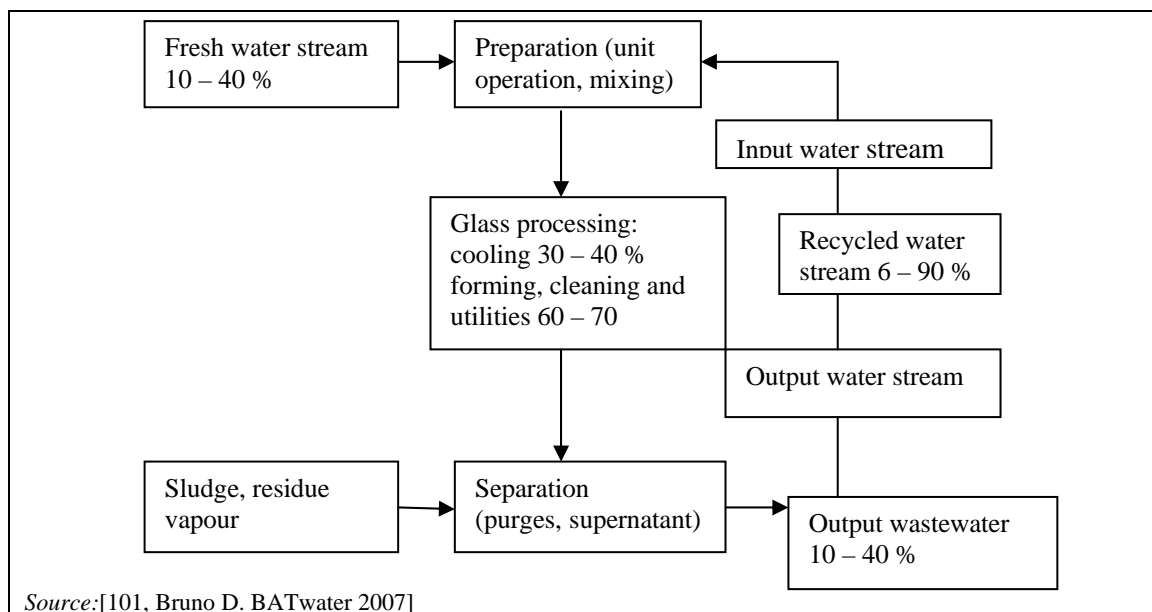 Fresh water stream
10 – 40 %
Preparation (unit
operation, mixing)
Input water stream
Glass processing:
cooling 30 – 40 %
forming, cleaning and
utilities 60 – 70
Recycled water
stream 6 – 90 %
Output water stream
Sludge, residue
vapour
Separation
(purges, supernatant)
Output wastewater
10 – 40 %
Source:[101, Bruno D. BATwater 2007]